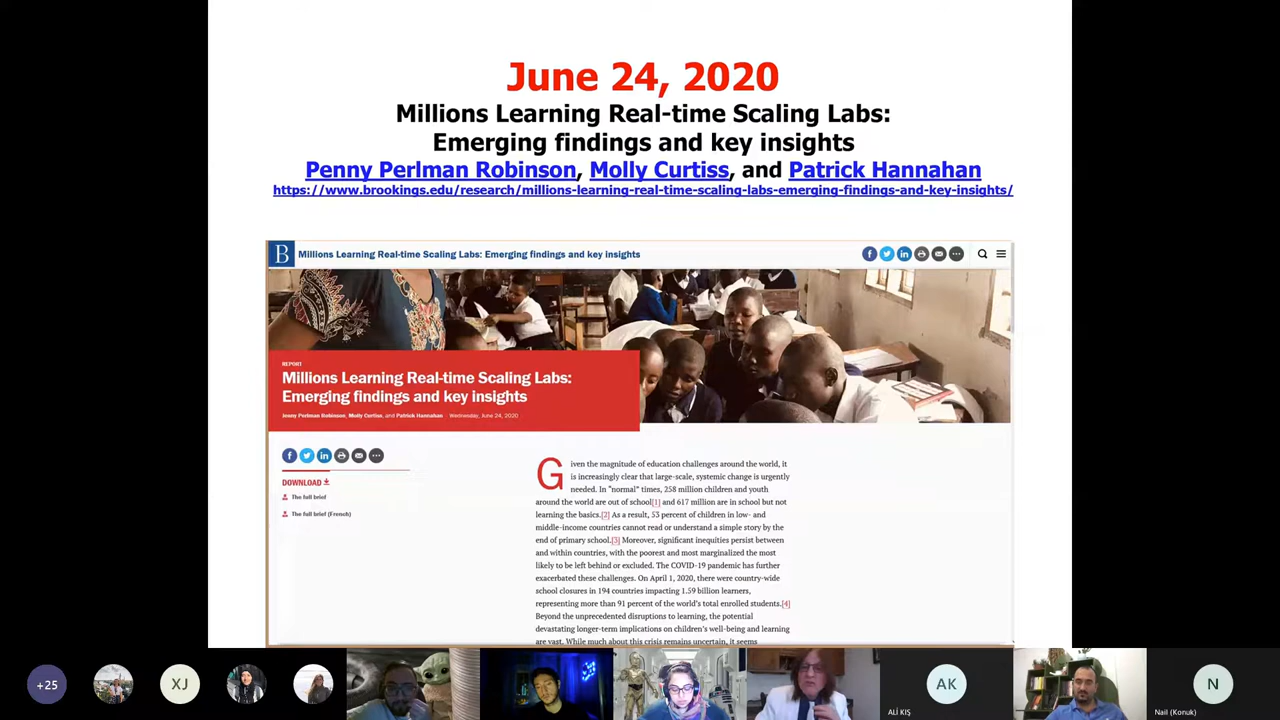 June 24, 2020
Millions Learning Real-time Scaling Labs:
Emerging findings and key insights
Penny Perlman Robinson, Molly Curtiss, and Patrick Hannahan
https://www.brookings.edu/research/millions-learning-real-time-scaling-labs-emerging-findings-and-key-insights/
B Millions Learning Real-time Scaling Labs: Emerging findings and key insights
REPORT
Millions Learning Real-time Scaling Labs:
Emerging findings and key insights
Jenny Perlman Robinson, Molly Curtiss, and Patrick Hannahan Wednesday, June 24, 2020
DOWNLOAD
The full brief
The full brief (French)
Given the magnitude of education challenges around the world, it
is increasingly clear that large-scale, systemic change is urgently
needed. In "normal" times, 258 million children and youth
around the world are out of school[1] and 617 million are in school but not
learning the basics.[2] As a result, 53 percent of children in low- and
middle-income countries cannot read or understand a simple story by the
end of primary school.[3] Moreover, significant inequities persist between
and within countries, with the poorest and most marginalized the most
likely to be left behind or excluded. The COVID-19 pandemic has further
exacerbated these challenges. On April 1, 2020, there were country-wide
school closures in 194 countries impacting 1.59 billion learners,
representing more than 91 percent of the world's total enrolled students.[4]
Beyond the unprecedented disruptions to learning, the potential
devastating longer-term implications on children's well-being and learning
are vast. While much about this crisis remains uncertain, it seems
+25
XJ
AK
ALİ KIŞ
N
Nail (Konuk)